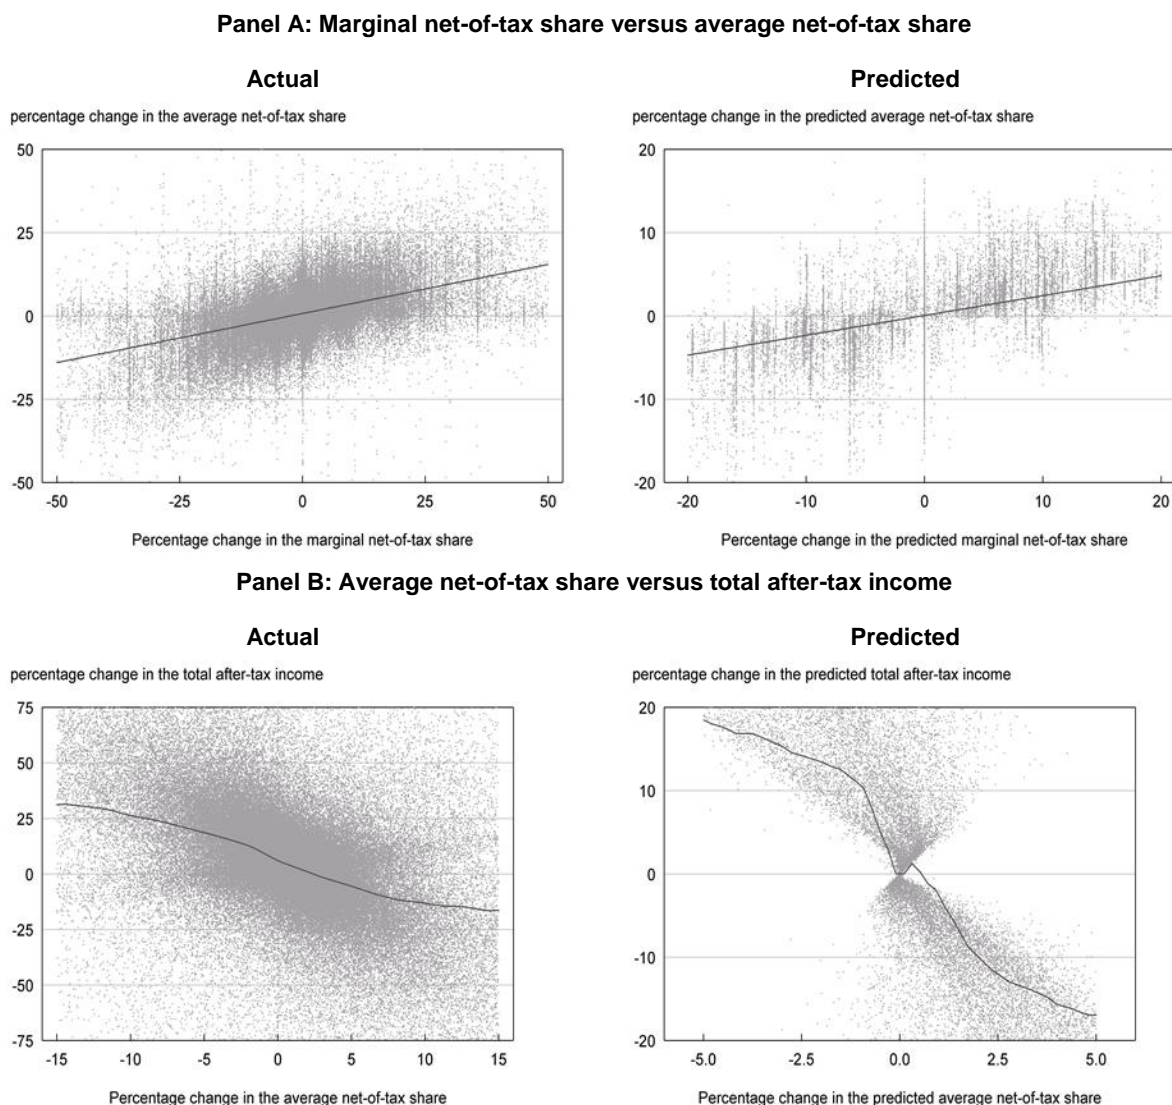 Panel A: Marginal net-of-tax share versus average net-of-tax share
Actual
Predicted
percentage change in the average net-of-tax share
percentage change in the predicted average net-of-tax share
50
25
0
-25
-50
-50 -25 0 25 50
Percentage change in the marginal net-of-tax share
20
10
0
-10
-20
-20 -10 0 10 20
Percentage change in the predicted marginal net-of-tax share
Panel B: Average net-of-tax share versus total after-tax income
Actual
Predicted
percentage change in the total after-tax income
percentage change in the predicted total after-tax income
75
50
25
0
-25
-50
-75
-15 -10 -5 0 5 10 15
Percentage change in the average net-of-tax share
20
10
0
-10
-20
-5.0 -2.5 0.0 2.5 5.0
Percentage change in the predicted average net-of-tax share